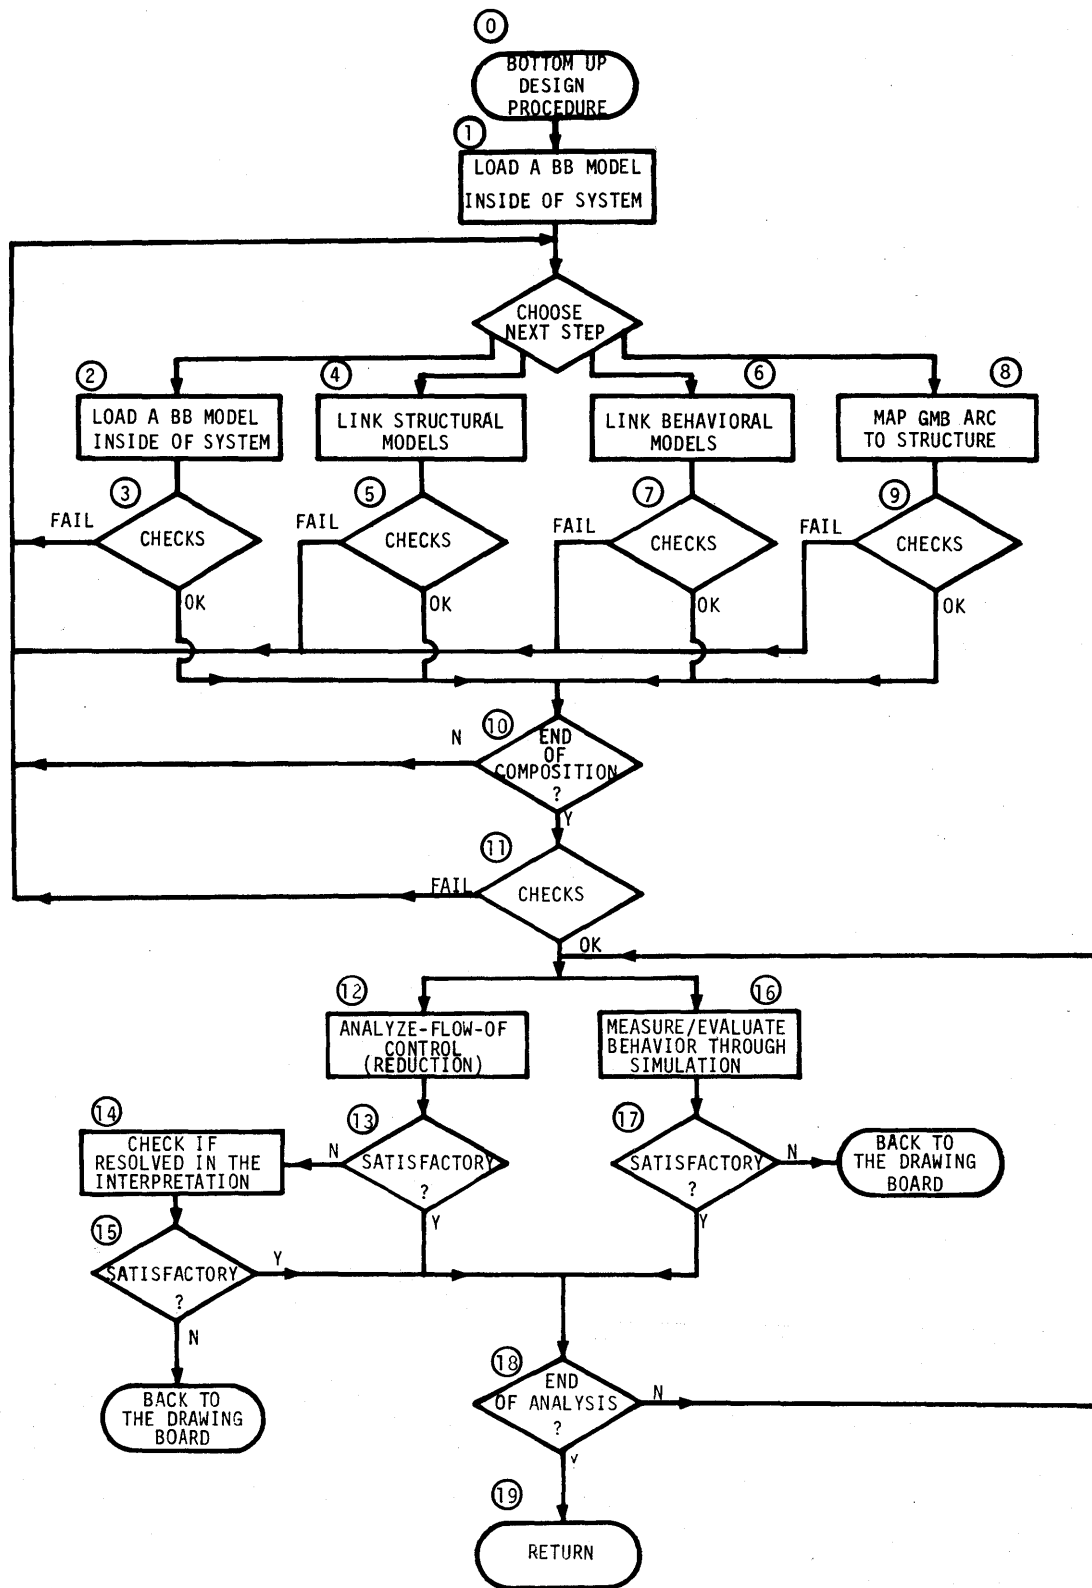 0
BOTTOM UP
DESIGN
PROCEDURE
1
LOAD A BB MODEL
INSIDE OF SYSTEM
CHOOSE
NEXT STEP
2
LOAD A BB MODEL
INSIDE OF SYSTEM
4
LINK STRUCTURAL
MODELS
6
LINK BEHAVIORAL
MODELS
8
MAP GMB ARC
TO STRUCTURE
3
FAIL
CHECKS
OK
5
FAIL
CHECKS
OK
7
FAIL
CHECKS
OK
9
FAIL
CHECKS
OK
10
N
END
OF
COMPOSITION
?
Y
11
FAIL
CHECKS
OK
12
ANALYZE-FLOW-OF
CONTROL
(REDUCTION)
16
MEASURE/EVALUATE
BEHAVIOR THROUGH
SIMULATION
14
CHECK IF
RESOLVED IN THE
INTERPRETATION
13
N
SATISFACTORY
?
Y
17
SATISFACTORY
?
N
Y
BACK TO
THE DRAWING
BOARD
15
SATISFACTORY
?
Y
N
BACK TO
THE DRAWING
BOARD
18
END
OF ANALYSIS
?
N
Y
19
RETURN